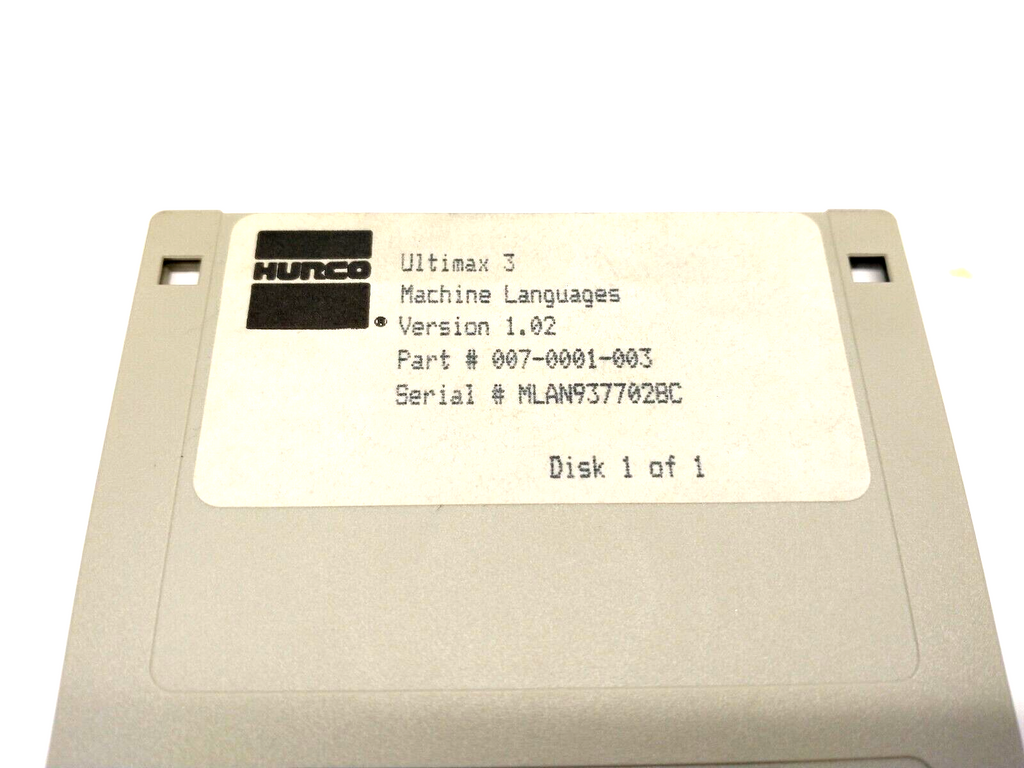 HURCO
®
Ultimax 3
Machine Languages
Version 1.02
Part # 007-0001-003
Serial # MLAN937702BC
Disk 1 of 1